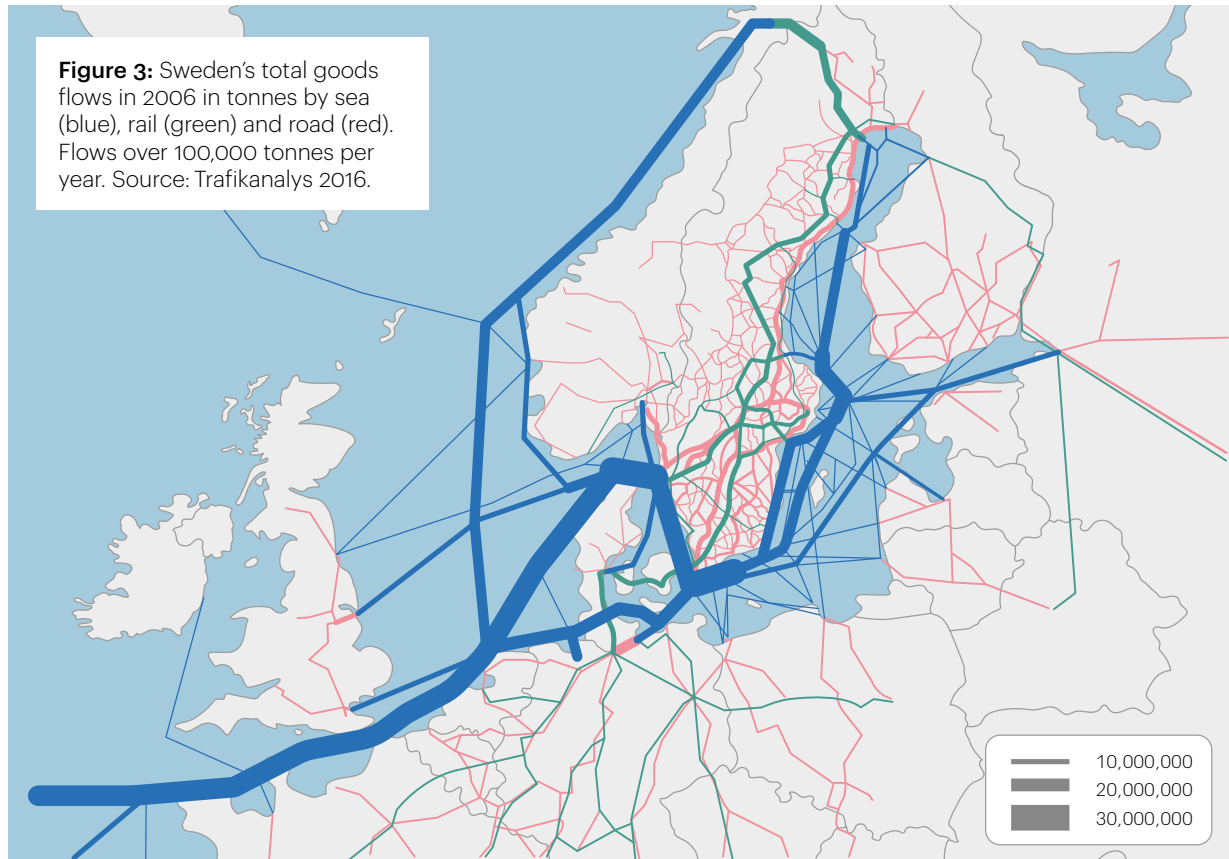 Figure 3: Sweden's total goods
flows in 2006 in tonnes by sea
(blue), rail (green) and road (red).
Flows over 100,000 tonnes per
year. Source: Trafikanalys 2016.
10,000,000
20,000,000
30,000,000